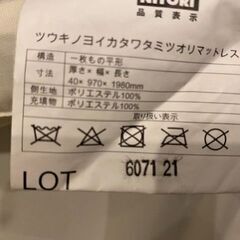 NITORI
品質表示
ツウキノヨイカタワタミツオリマットレス
構造 一枚もの平形
寸法 厚さ×幅×長さ
40×970×1980mm
側生地 ポリエステル100%
充填物 ポリエステル100%
取り扱い表示
LOT 6071 21